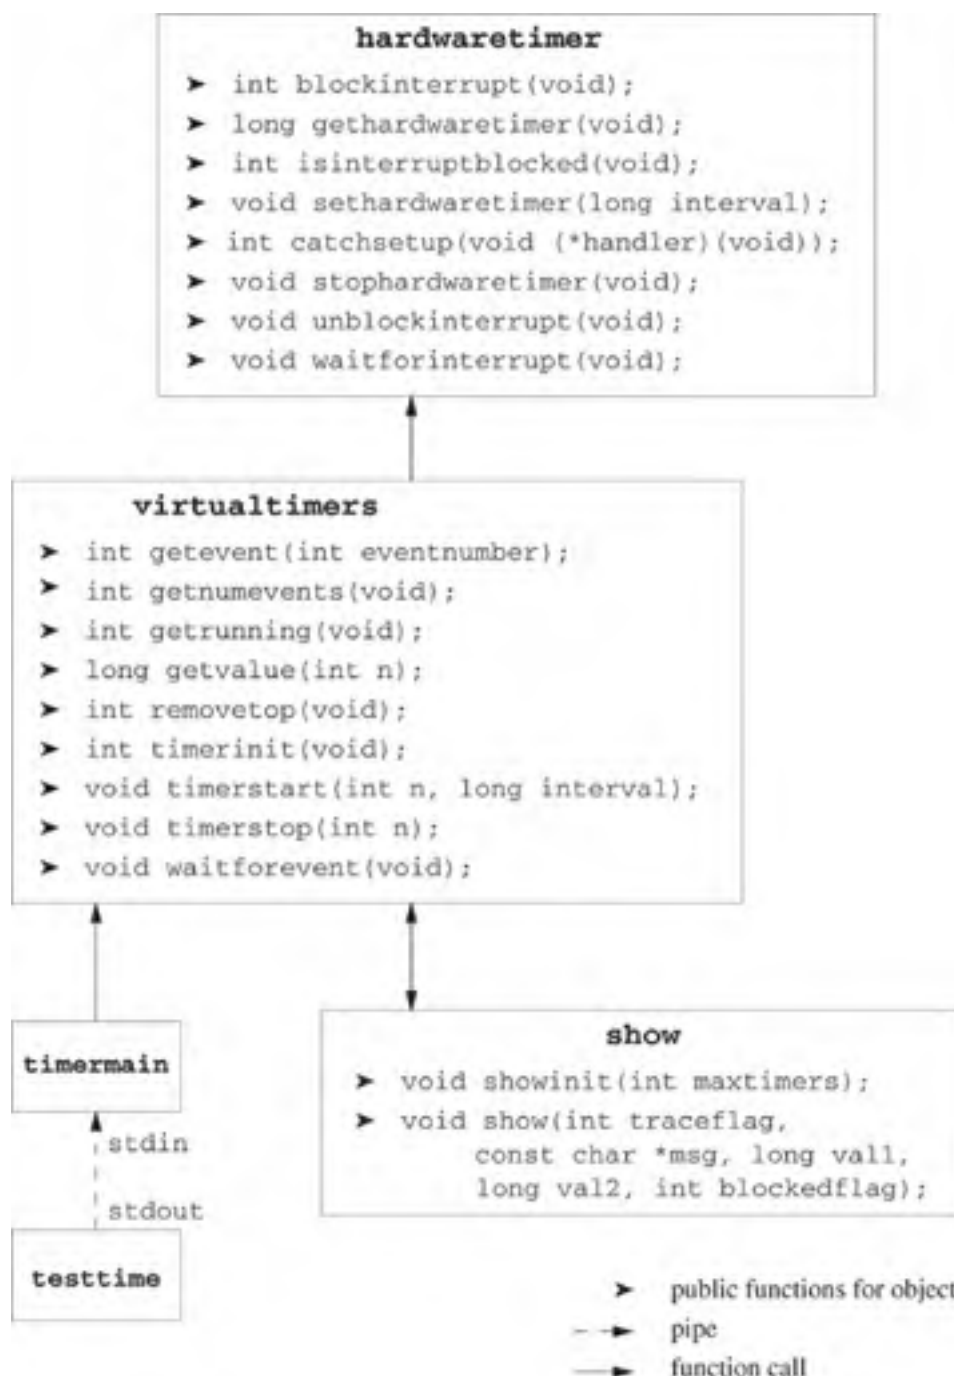 hardwaretimer
➤ int blockinterrupt(void);
➤ long gethardwaretimer(void);
➤ int isinterruptblocked(void);
➤ void sethardwaretimer(long interval);
➤ int catchsetup(void (*handler)(void));
➤ void stophardwaretimer(void);
➤ void unblockinterrupt(void);
➤ void waitforinterrupt(void);
virtualtimers
➤ int getevent(int eventnumber);
➤ int getnumevents(void);
➤ int getrunning(void);
➤ long getvalue(int n);
➤ int removetop(void);
➤ int timerinit(void);
➤ void timerstart(int n, long interval);
➤ void timerstop(int n);
➤ void waitforevent(void);
timermain
stdin
stdout
testtime
show
➤ void showinit(int maxtimers);
➤ void show(int traceflag,
const char *msg, long val1,
long val2, int blockedflag);
➤ public functions for object
pipe
function call